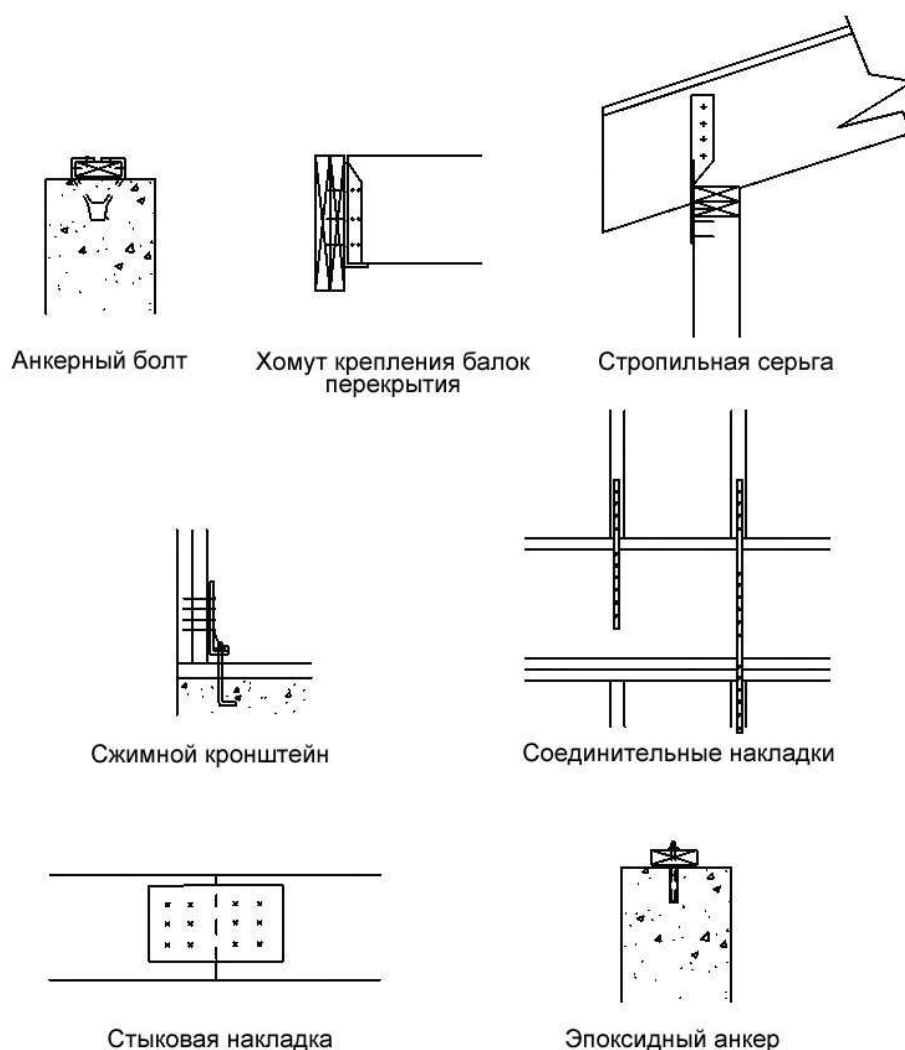 Анкерный болт
Хомут крепления балок
перекрытия
Стропильная серьга
Сжимной кронштейн
Соединительные накладки
Стыковая накладка
Эпоксидный анкер